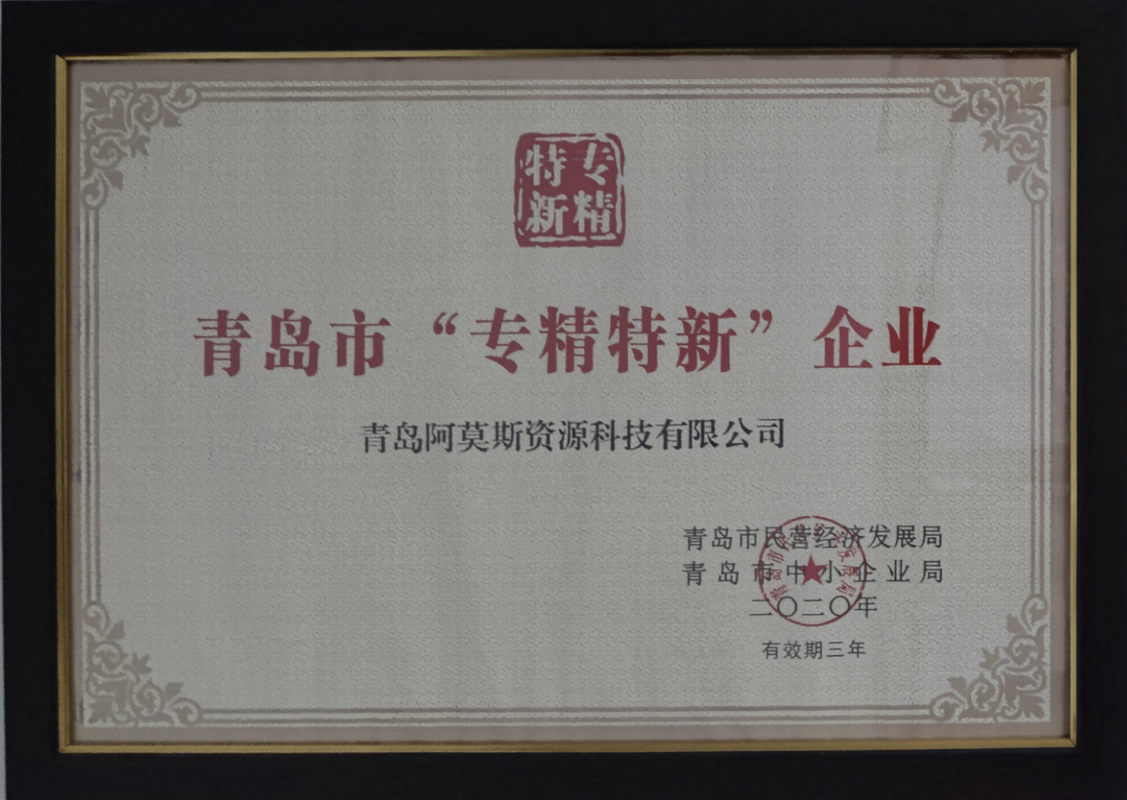 专精
特新
青岛市“专精特新”企业
青岛阿莫斯资源科技有限公司
青岛市民营经济发展局
青岛市中小企业局
二〇二〇年
有效期三年